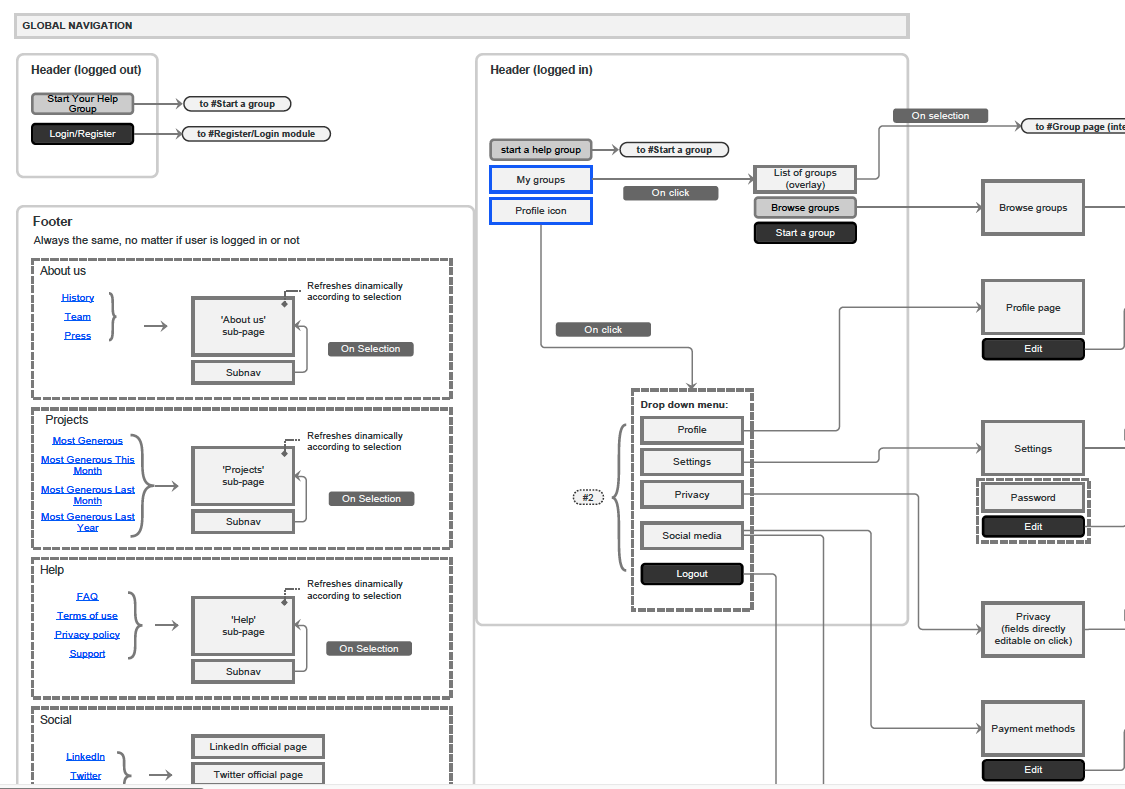 GLOBAL NAVIGATION
Header (logged out)
Start Your Help
Group
to #Start a group
Login/Register
to #Register/Login module
Header (logged in)
start a help group
to #Start a group
My groups
On click
Profile icon
List of groups
(overlay)
Browse groups
Start a group
On selection
to #Group page (inte
Browse groups
On click
Drop down menu:
Profile
Settings
Privacy
Social media
Logout
#2
Profile page
Edit
Settings
Password
Edit
Privacy
(fields directly
editable on click)
Payment methods
Edit
Footer
Always the same, no matter if user is logged in or not
About us
History
Team
Press
'About us'
sub-page
Subnav
Refreshes dinamically
according to selection
On Selection
Projects
Most Generous
Most Generous This
Month
Most Generous Last
Month
Most Generous Last
Year
'Projects'
sub-page
Subnav
Refreshes dinamically
according to selection
On Selection
Help
FAQ
Terms of use
Privacy policy
Support
'Help'
sub-page
Subnav
Refreshes dinamically
according to selection
On Selection
Social
LinkedIn
Twitter
LinkedIn official page
Twitter official page